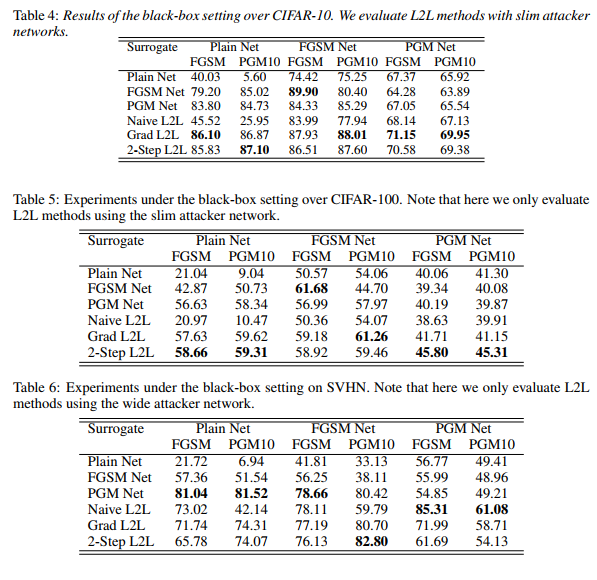 Table 4: Results of the black-box setting over CIFAR-10. We evaluate L2L methods with slim attacker
networks.
Surrogate Plain Net FGSM Net PGM Net
FGSM PGM10 FGSM PGM10 FGSM PGM10
Plain Net 40.03 5.60 74.42 75.25 67.37 65.92
FGSM Net 79.20 85.02 89.90 80.40 64.28 63.89
PGM Net 83.80 84.73 84.33 85.29 67.05 65.54
Naive L2L 45.52 25.95 83.99 77.94 68.14 67.13
Grad L2L 86.10 86.87 87.93 88.01 71.15 69.95
2-Step L2L 85.83 87.10 86.51 87.60 70.58 69.38
Table 5: Experiments under the black-box setting over CIFAR-100. Note that here we only evaluate
L2L methods using the slim attacker network.
Surrogate Plain Net FGSM Net PGM Net
FGSM PGM10 FGSM PGM10 FGSM PGM10
Plain Net 21.04 9.04 50.57 54.06 40.06 41.30
FGSM Net 42.87 50.73 61.68 44.70 39.34 40.08
PGM Net 56.63 58.34 56.99 57.97 40.19 39.87
Naive L2L 20.97 10.47 50.36 54.07 38.63 39.91
Grad L2L 57.63 59.62 59.18 61.26 41.71 41.15
2-Step L2L 58.66 59.31 58.92 59.46 45.80 45.31
Table 6: Experiments under the black-box setting on SVHN. Note that here we only evaluate L2L
methods using the wide attacker network.
Surrogate Plain Net FGSM Net PGM Net
FGSM PGM10 FGSM PGM10 FGSM PGM10
Plain Net 21.72 6.94 41.81 33.13 56.77 49.41
FGSM Net 57.36 51.54 56.25 38.11 55.99 48.96
PGM Net 81.04 81.52 78.66 80.42 54.85 49.21
Naive L2L 73.02 42.14 78.11 59.79 85.31 61.08
Grad L2L 71.74 74.31 77.19 80.70 71.99 58.71
2-Step L2L 65.78 74.07 76.13 82.80 61.69 54.13